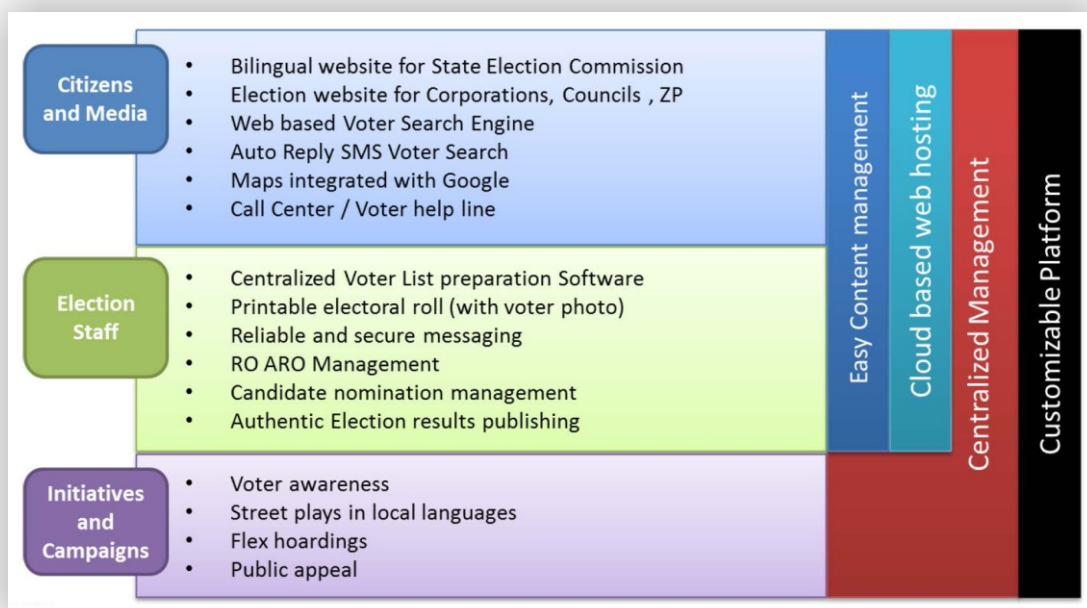 Citizens
and Media
• Bilingual website for State Election Commission
• Election website for Corporations, Councils , ZP
• Web based Voter Search Engine
• Auto Reply SMS Voter Search
• Maps integrated with Google
• Call Center / Voter help line
Election
Staff
• Centralized Voter List preparation Software
• Printable electoral roll (with voter photo)
• Reliable and secure messaging
• RO ARO Management
• Candidate nomination management
• Authentic Election results publishing
Initiatives
and
Campaigns
• Voter awareness
• Street plays in local languages
• Flex hoardings
• Public appeal
Easy Content management
Cloud based web hosting
Centralized Management
Customizable Platform